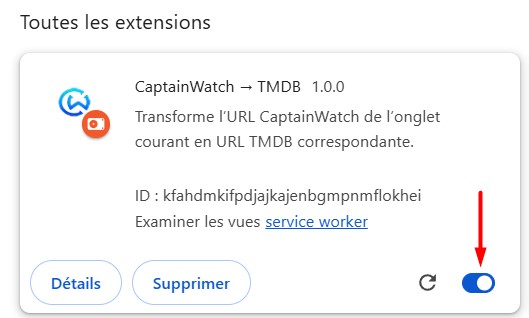 Toutes les extensions
CaptainWatch → TMDB 1.0.0
Transforme l’URL CaptainWatch de l’onglet
courant en URL TMDB correspondante.
ID : kfahdmkifpdjajkajenbgmpnmflokhei
Examiner les vues service worker
Détails
Supprimer